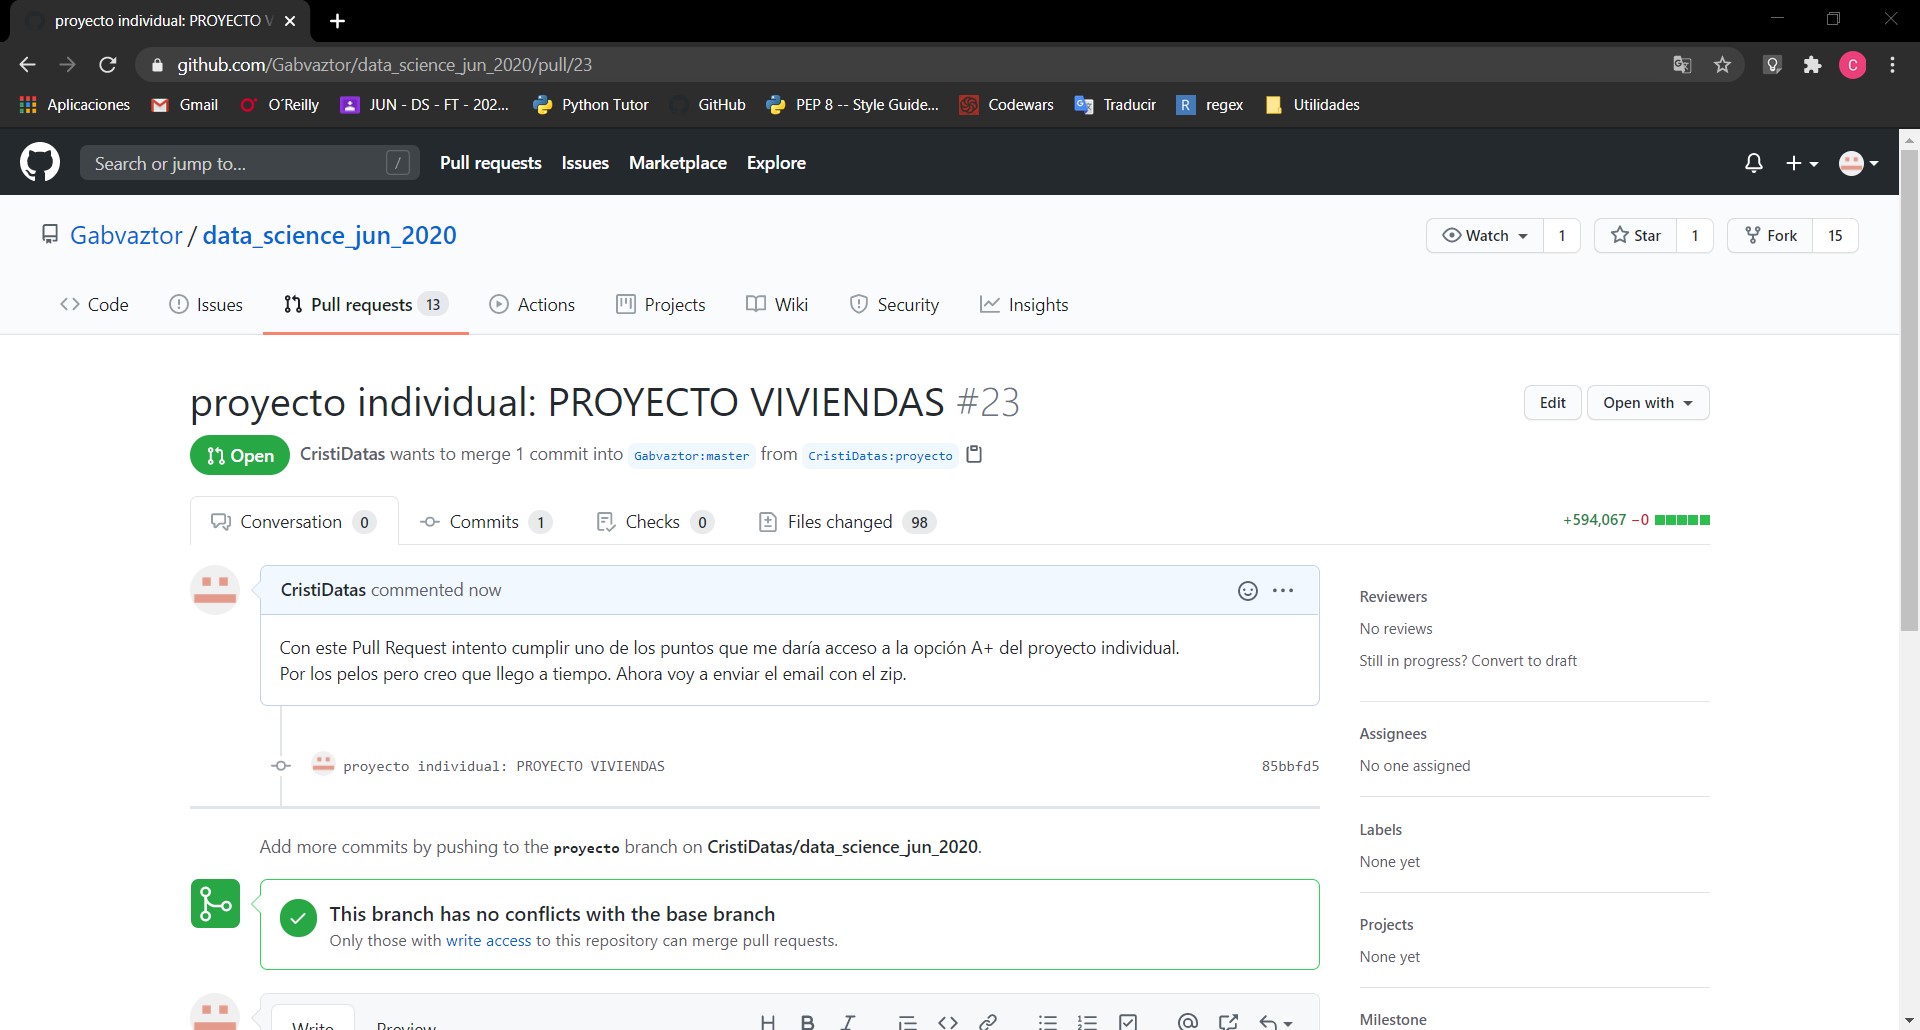 proyecto individual: PROYECTO V
github.com/Gabvaztor/data_science_jun_2020/pull/23
C
Aplicaciones Gmail O'Reilly JUN - DS - FT - 202... Python Tutor GitHub PEP 8 -- Style Guide... Codewars Traducir R regex Utilidades
Search or jump to... / Pull requests Issues Marketplace Explore
Gabvaztor / data_science_jun_2020 Watch 1 Star 1 Fork 15
Code Issues Pull requests 13 Actions Projects Wiki Security Insights
proyecto individual: PROYECTO VIVIENDAS #23 Edit Open with
Open CristiDatas wants to merge 1 commit into Gabvaztor:master from CristiDatas:proyecto
Conversation 0 Commits 1 Checks 0 Files changed 98 +594,067 −0
CristiDatas commented now
Con este Pull Request intento cumplir uno de los puntos que me daría acceso a la opción A+ del proyecto individual.
Por los pelos pero creo que llego a tiempo. Ahora voy a enviar el email con el zip.
proyecto individual: PROYECTO VIVIENDAS 85bbfd5
Add more commits by pushing to the proyecto branch on CristiDatas/data_science_jun_2020.
This branch has no conflicts with the base branch
Only those with write access to this repository can merge pull requests.
Write Preview H B I
Reviewers
No reviews
Still in progress? Convert to draft
Assignees
No one assigned
Labels
None yet
Projects
None yet
Milestone